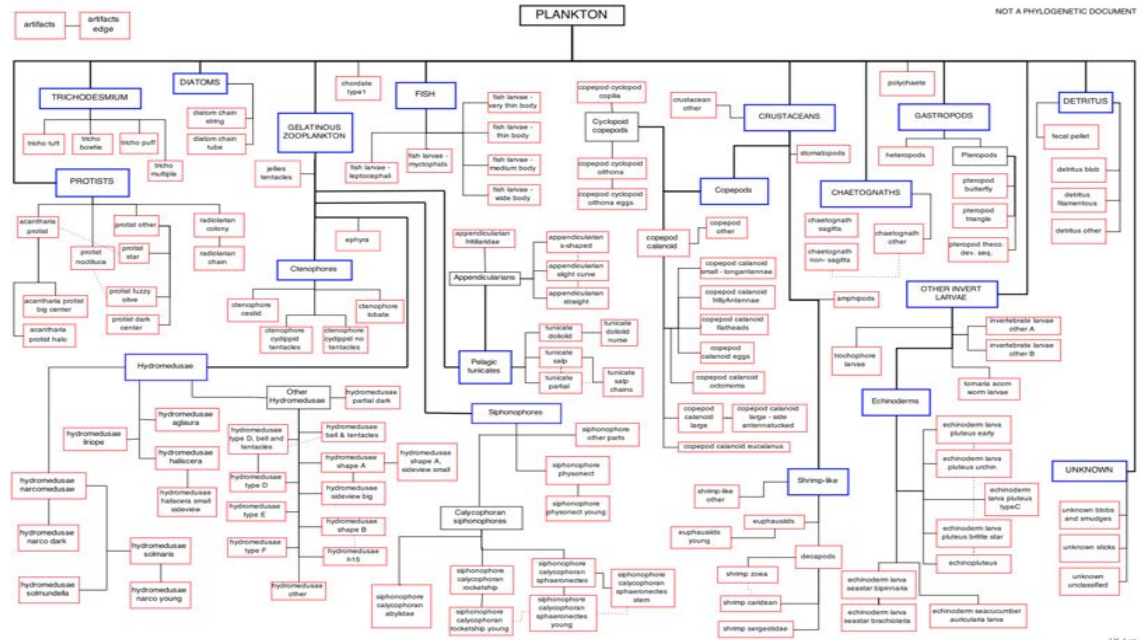 PLANKTON
NOT A PHYLOGENETIC DOCUMENT
artifacts
artifacts
edge
TRICHODESMIUM
tricho tuft
tricho
bowtie
tricho puff
tricho
multiple
DIATOMS
diatom chain
string
diatom chain
tube
PROTISTS
acantharia
protist
protist other
protist
star
protist
noctiluca
protist fuzzy
olive
protist dark
center
acantharia protist
big center
acantharia
protist halo
radiolarian
colony
radiolarian
chain
GELATINOUS
ZOOPLANKTON
jellies
tentacles
ephyra
Ctenophores
ctenophore
cestid
ctenophore
cydippid
tentacles
ctenophore
cydippid no
tentacles
ctenophore
lobate
chordate
type1
FISH
fish larvae -
leptocephali
fish larvae -
myctophids
fish larvae -
very thin body
fish larvae -
thin body
fish larvae -
medium body
fish larvae -
wide body
appendicularian
fritillaridae
Appendicularians
appendicularian
s-shaped
appendicularian
slight curve
appendicularian
straight
Pelagic
tunicates
tunicate
doliolid
tunicate
doliolid
nurse
tunicate
salp
tunicate
partial
tunicate
salp
chains
Hydromedusae
hydromedusae
liriope
hydromedusae
aglaura
hydromedusae
haliscera
hydromedusae
haliscera small
sideview
hydromedusae
narcomedusae
hydromedusae
narco dark
hydromedusae
solmundella
hydromedusae
solmaris
hydromedusae
narco young
Other
Hydromedusae
hydromedusae
partial dark
hydromedusae
type D, bell and
tentacles
hydromedusae
type D
hydromedusae
type E
hydromedusae
type F
hydromedusae
bell & tentacles
hydromedusae
shape A
hydromedusae
shape A,
sideview small
hydromedusae
sideview big
hydromedusae
shape B
hydromedusae
h15
hydromedusae
other
Siphonophores
siphonophore
other parts
siphonophore
physonect
siphonophore
physonect young
Calycophoran
siphonophores
siphonophore
calycophoran
abylidae
siphonophore
calycophoran
rocketship
siphonophore
calycophoran
rocketship young
siphonophore
calycophoran
sphaeronectes
siphonophore
calycophoran
sphaeronectes
young
siphonophore
calycophoran
sphaeronectes
stem
CRUSTACEANS
crustacean
other
stomatopods
Copepods
copepod cyclopod
copilia
Cyclopoid
copepods
copepod cyclopoid
oithona
copepod cyclopoid
oithona eggs
copepod
calanoid
copepod
other
copepod calanoid
small - longantennae
copepod calanoid
frillyAntennae
copepod calanoid
flatheads
copepod
calanoid eggs
copepod calanoid
octomoms
copepod
calanoid
large
copepod calanoid
large - side
antennatucked
copepod calanoid eucalanus
amphipods
Shrimp-like
shrimp-like
other
euphausiids
euphausiids
young
decapods
shrimp zoea
shrimp caridean
shrimp sergestidae
polychaete
CHAETOGNATHS
chaetognath
sagitta
chaetognath
non- sagitta
chaetognath
other
GASTROPODS
heteropods
Pteropods
pteropod
butterfly
pteropod
triangle
pteropod theco.
dev. seq.
OTHER INVERT
LARVAE
trochophore
larvae
invertebrate larvae
other A
invertebrate larvae
other B
tornaria acorn
worm larvae
Echinoderms
echinoderm larva
pluteus early
echinoderm larva
pluteus urchin
echinoderm
larva pluteus
typeC
echinoderm larva
pluteus brittle star
echinopluteus
echinoderm larva
seastar bipinnaria
echinoderm larva
seastar brachiolaria
echinoderm seacucumber
auricularia larva
DETRITUS
fecal pellet
detritus blob
detritus
filamentous
detritus other
UNKNOWN
unknown blobs
and smudges
unknown sticks
unknown
unclassified